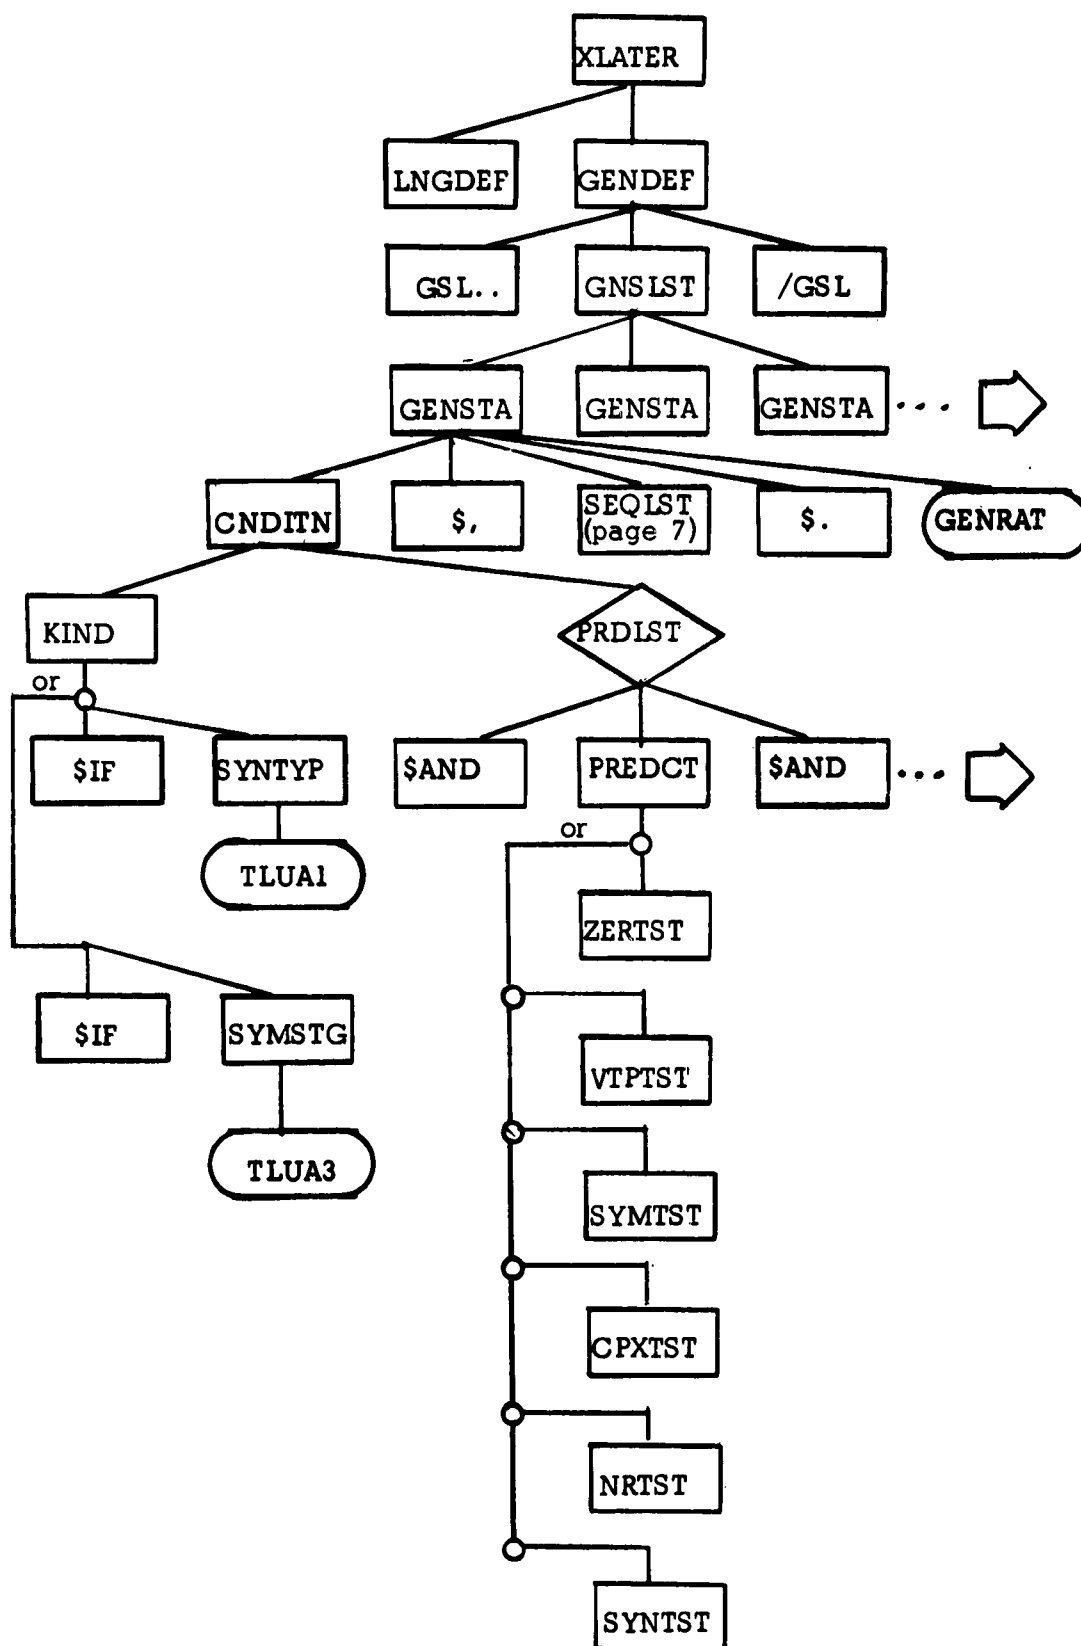 XLATER
LNGDEF
GENDEF
GSL..
GNSLST
/GSL
GENSTA
GENSTA
GENSTA
...
CNDITN
$,
SEQLST
(page 7)
$.
GENRAT
KIND
PRDLST
or
$IF
SYNTYP
$AND
PREDCT
$AND
...
or
TLUA1
ZERTST
$IF
SYMSTG
VTPTST
TLUA3
SYMTST
CPXTST
NRTST
SYNTST